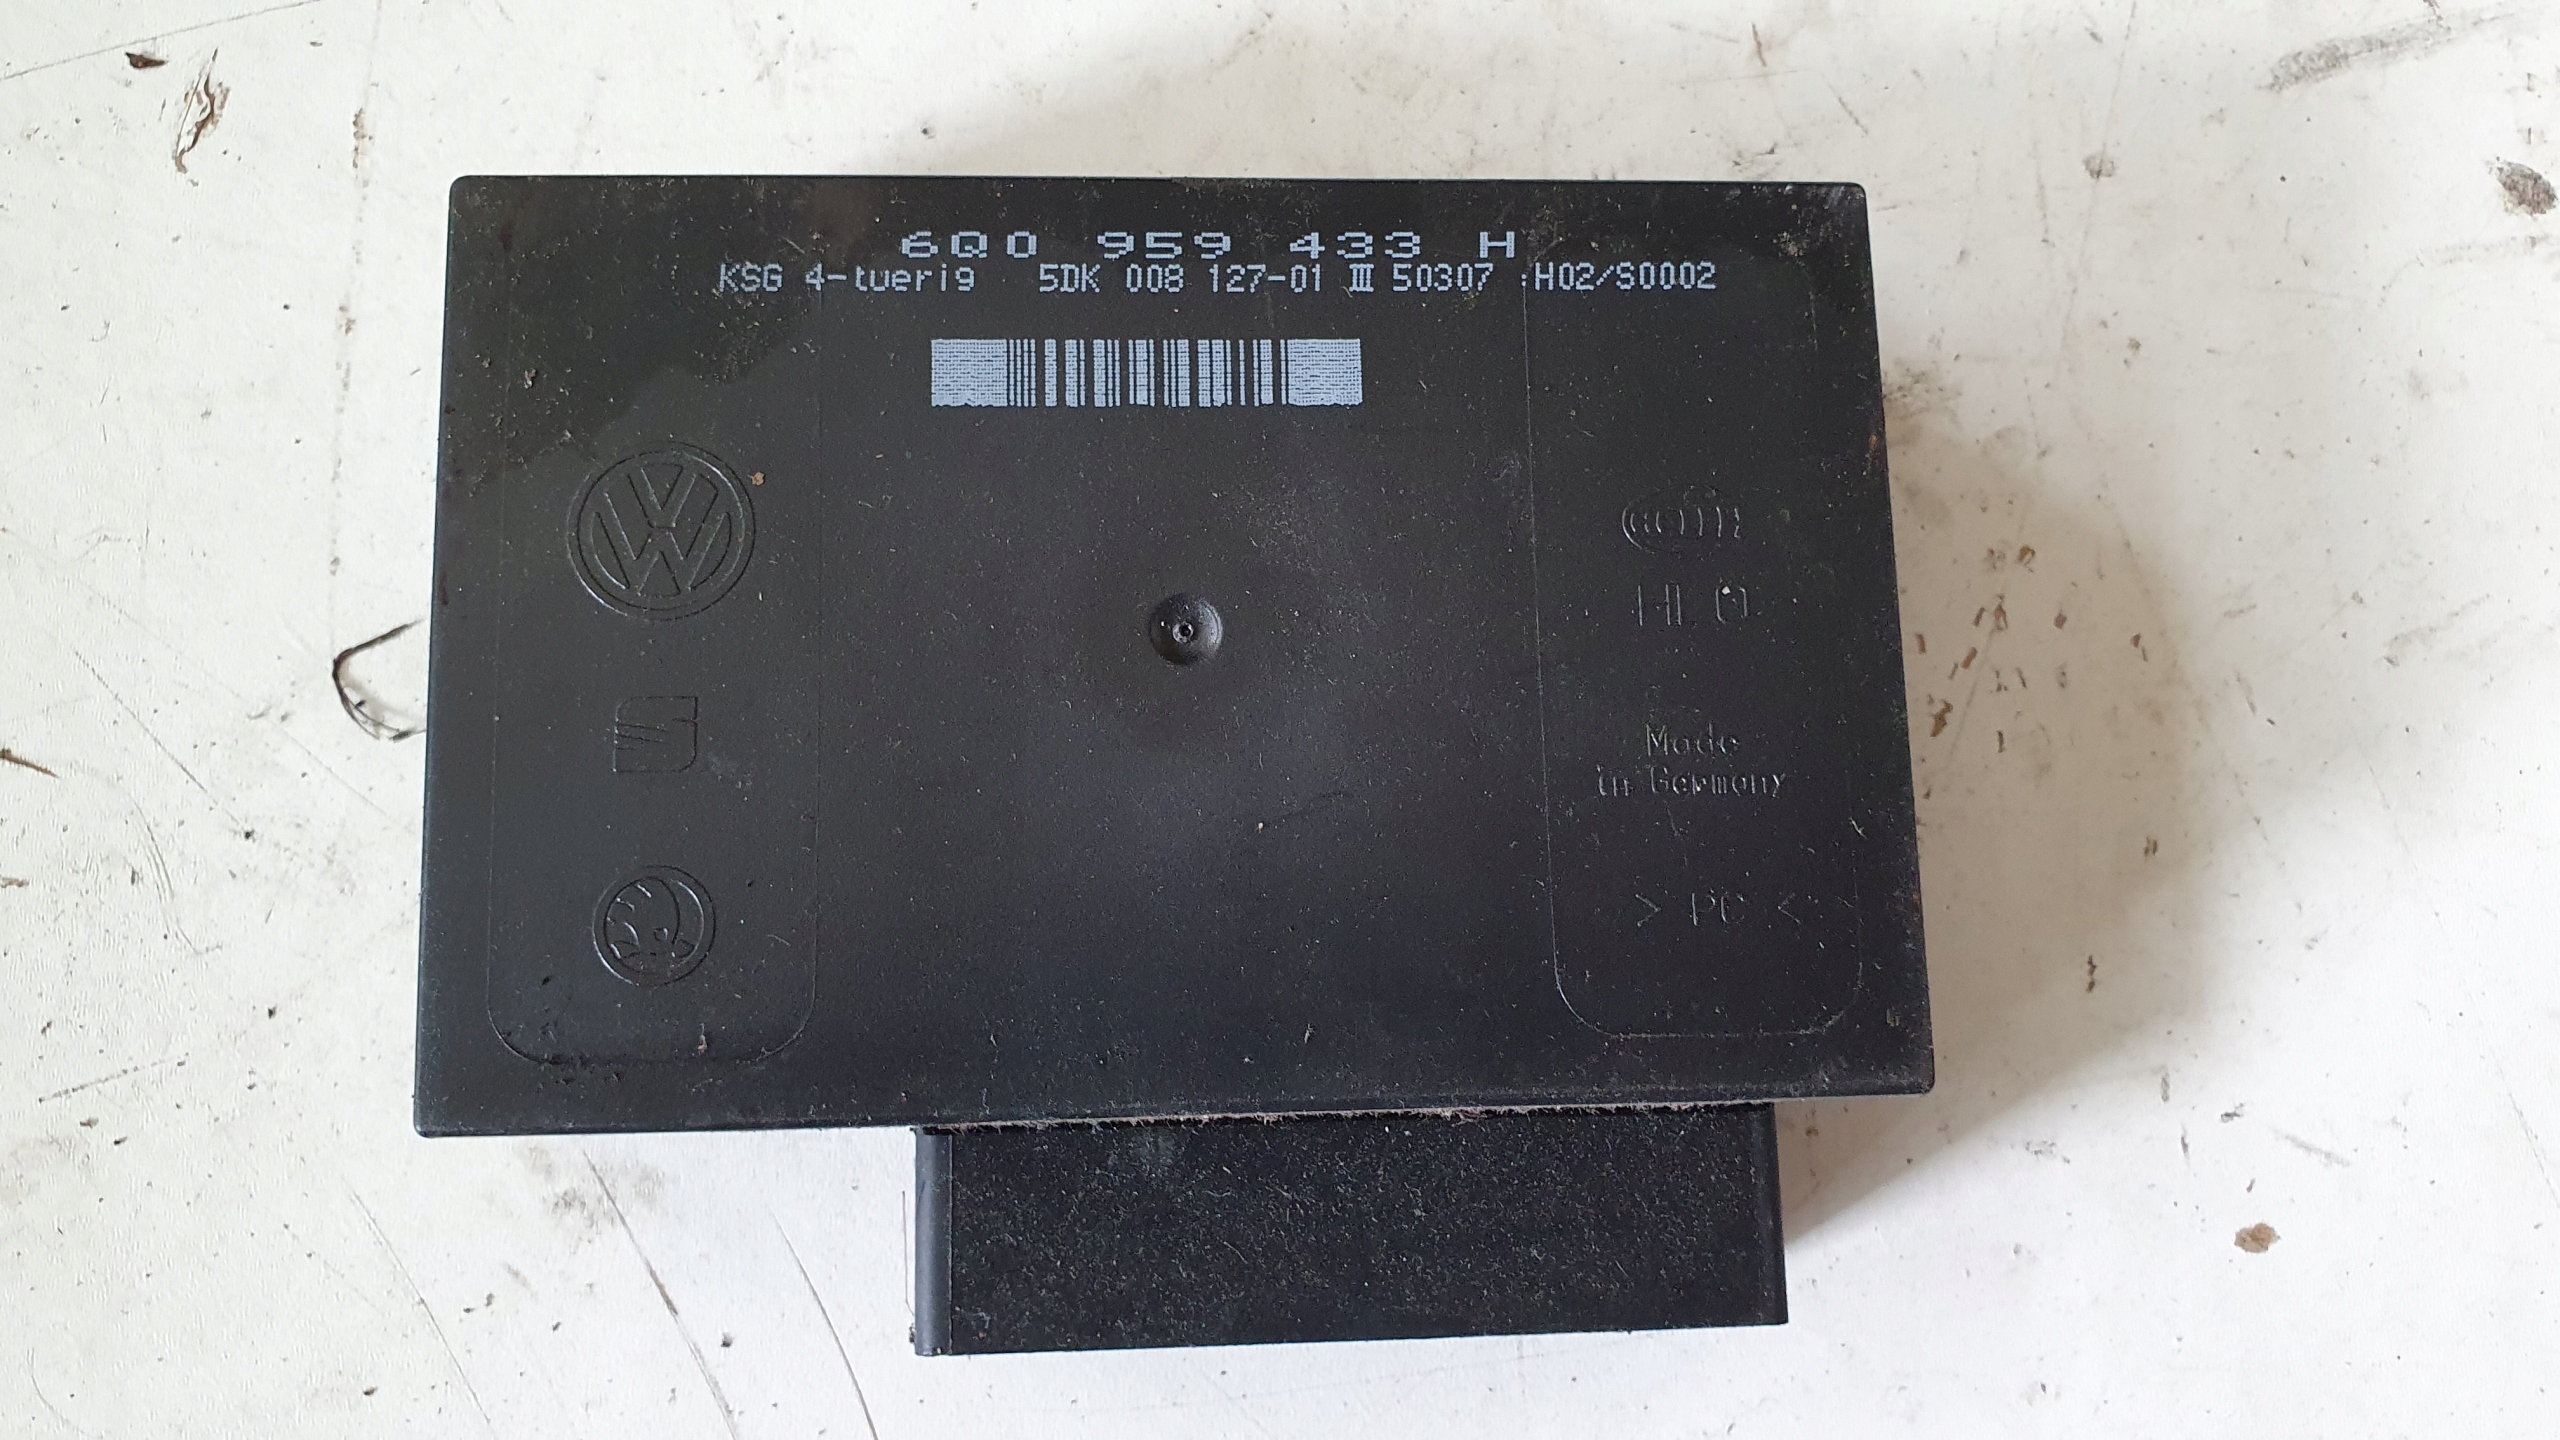 6Q0 959 433 H
KSG 4-tuerig 5DK 008 127-01 III 50307 :H02/S0002
Made
in Germany
> PC <